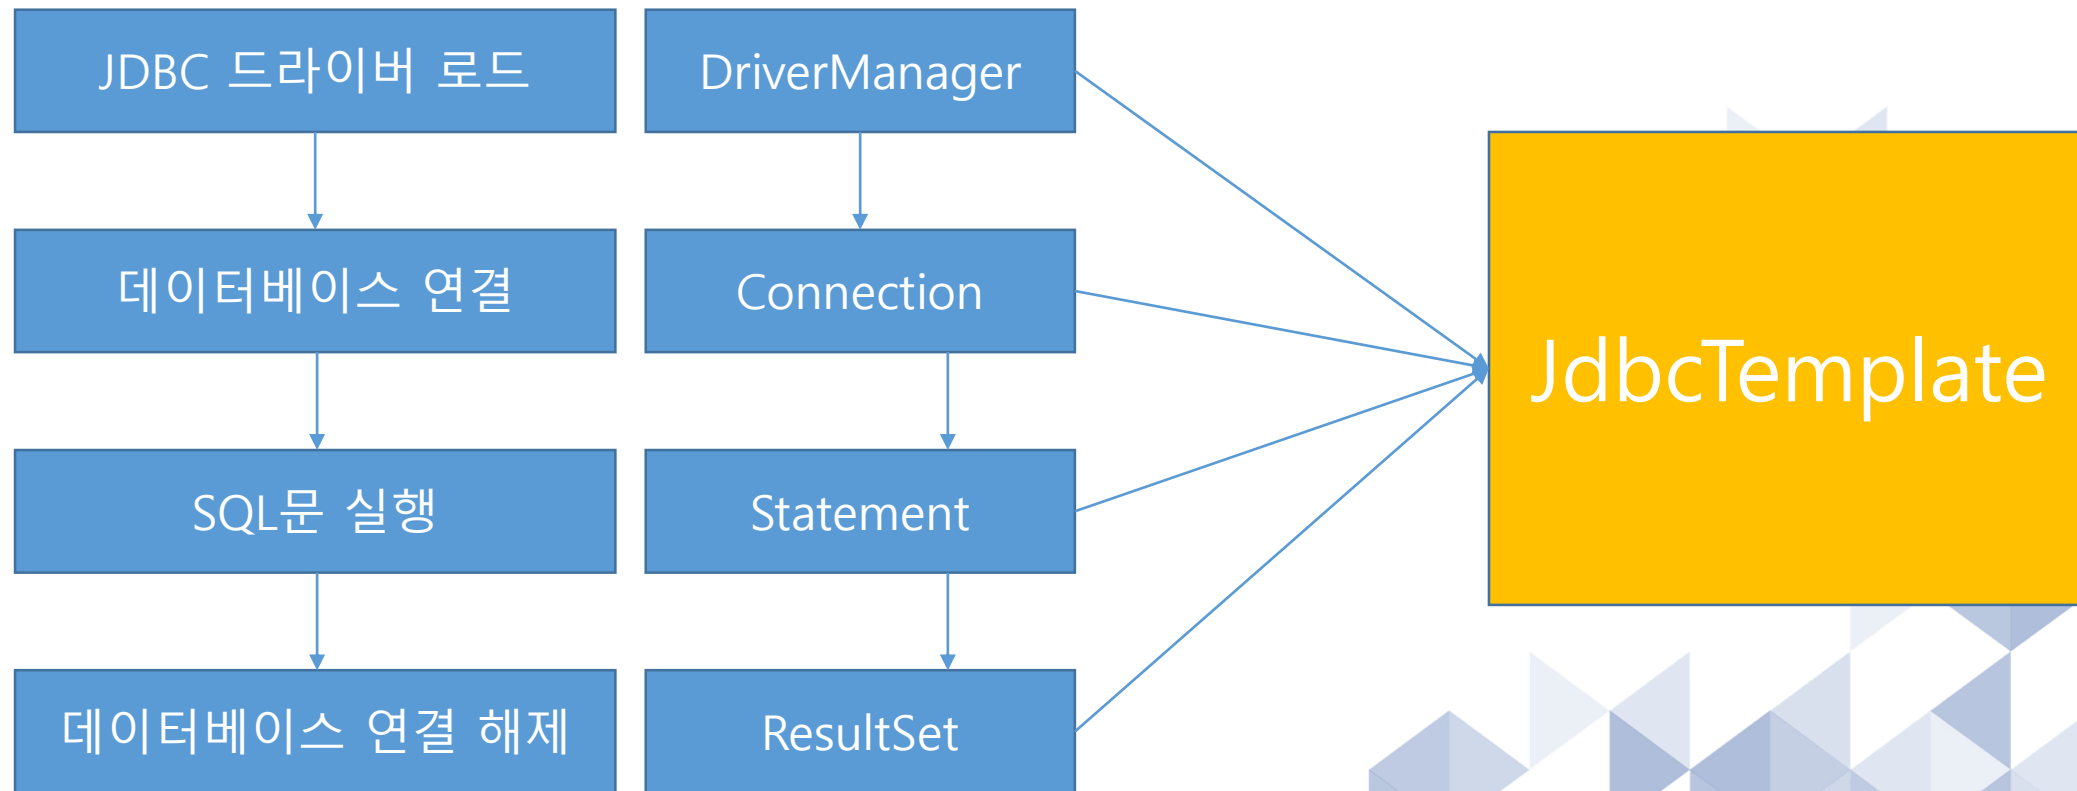 JDBC 드라이버 로드
데이터베이스 연결
SQL문 실행
데이터베이스 연결 해제
DriverManager
Connection
Statement
ResultSet
JdbcTemplate